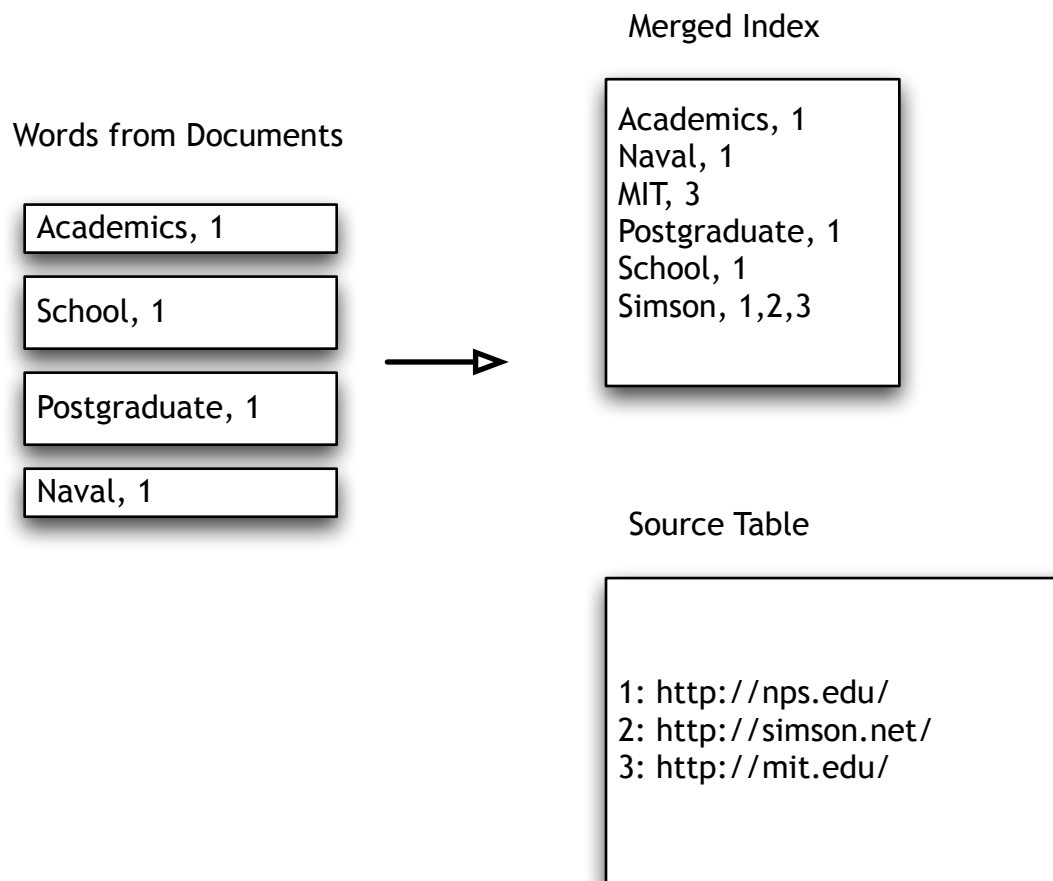 Words from Documents
Academics, 1
School, 1
Postgraduate, 1
Naval, 1
Merged Index
Academics, 1
Naval, 1
MIT, 3
Postgraduate, 1
School, 1
Simson, 1,2,3
Source Table
1: http://nps.edu/
2: http://simson.net/
3: http://mit.edu/